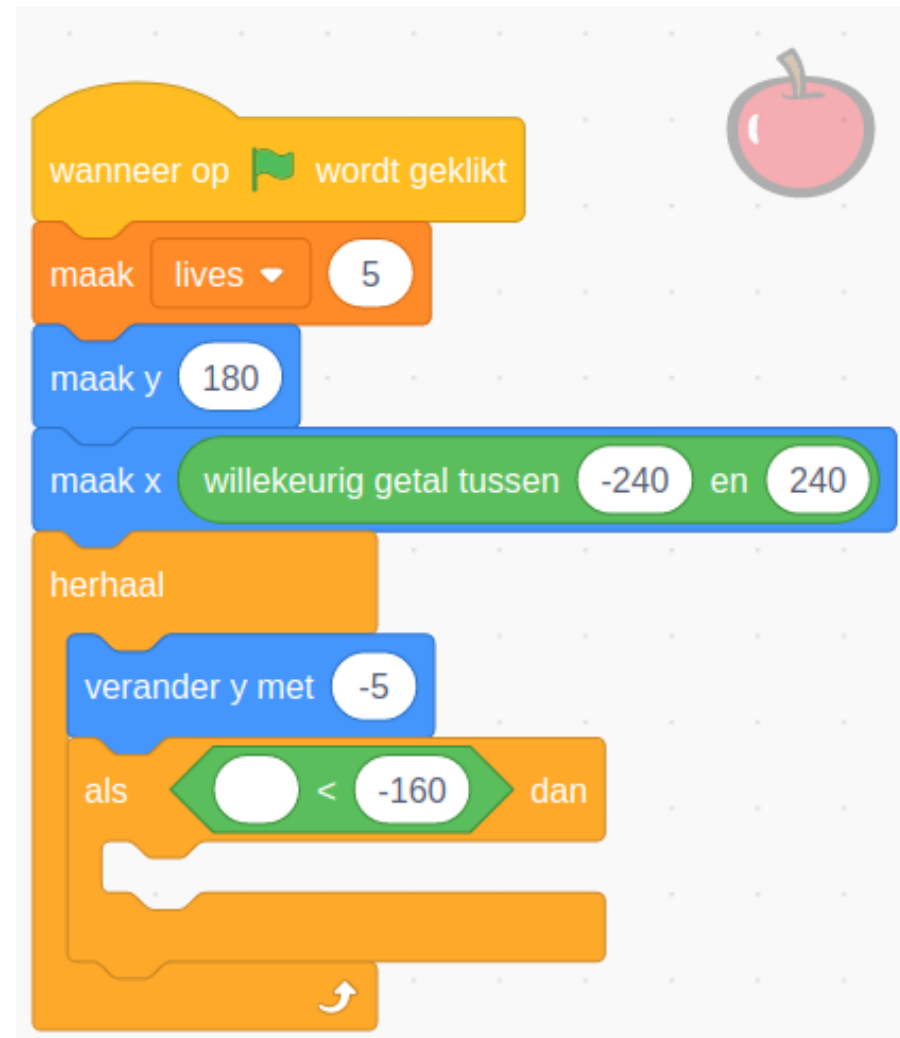 wanneer op wordt geklikt
maak lives 5
maak y 180
maak x willekeurig getal tussen -240 en 240
herhaal
verander y met -5
als < -160 dan